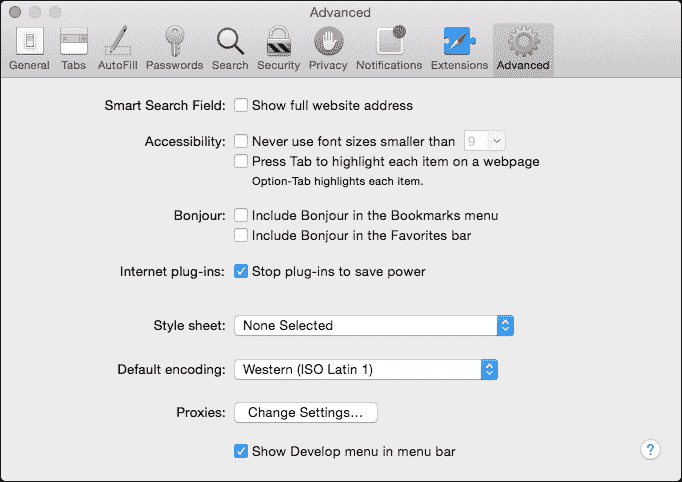 Advanced
General Tabs AutoFill Passwords Search Security Privacy Notifications Extensions Advanced
Smart Search Field: Show full website address
Accessibility: Never use font sizes smaller than 9
Press Tab to highlight each item on a webpage
Option-Tab highlights each item.
Bonjour: Include Bonjour in the Bookmarks menu
Include Bonjour in the Favorites bar
Internet plug-ins: Stop plug-ins to save power
Style sheet: None Selected
Default encoding: Western (ISO Latin 1)
Proxies: Change Settings...
Show Develop menu in menu bar
?